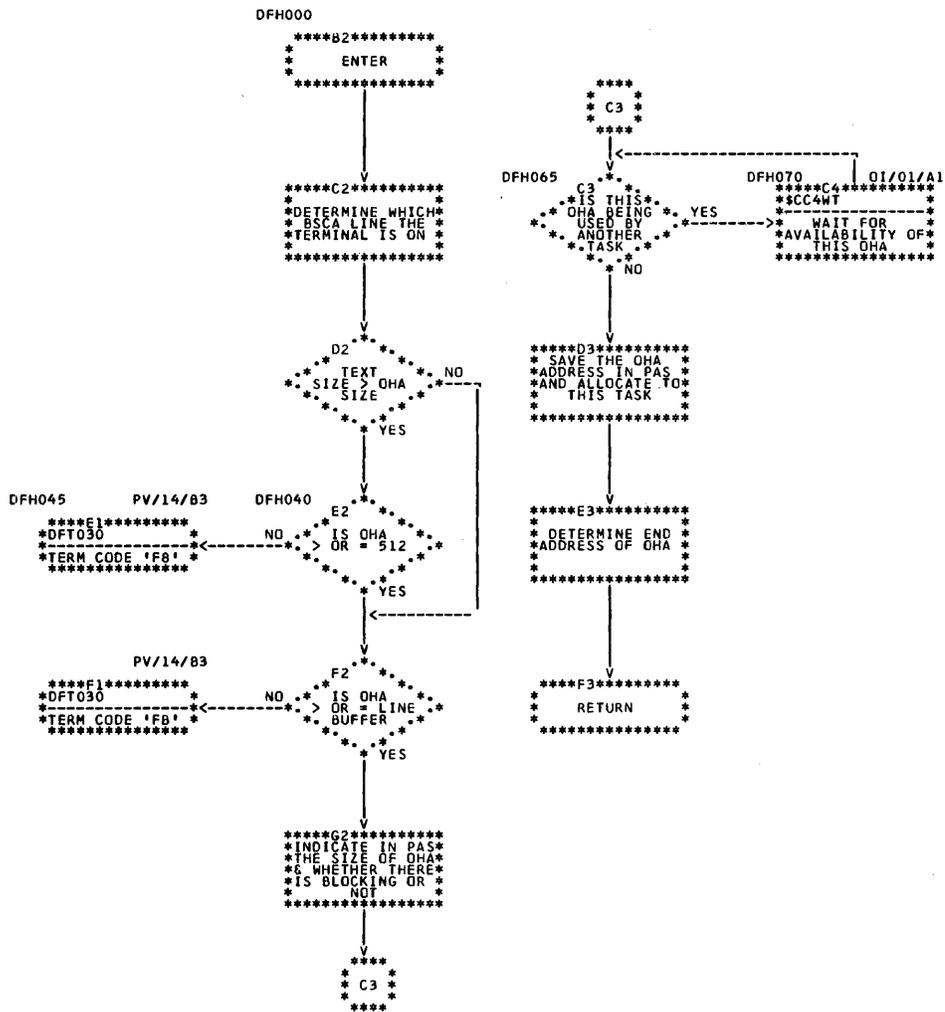 DFH000
B2
ENTER
C2
DETERMINE WHICH
BSCA LINE THE
TERMINAL IS ON
D2
TEXT
SIZE > OHA
SIZE
NO
YES
DFH045
PV/14/B3
DFH040
E1
DFT030
TERM CODE 'F8'
NO
E2
IS OHA
> OR = 512
YES
PV/14/B3
F1
DFT030
TERM CODE 'FB'
NO
F2
IS OHA
> OR = LINE
BUFFER
YES
G2
INDICATE IN PAS
THE SIZE OF OHA
& WHETHER THERE
IS BLOCKING OR
NOT
C3
C3
DFH065
C3
IS THIS
OHA BEING
USED BY
ANOTHER
TASK
YES
NO
DFH070
OI/01/A1
C4
$CC4WT
WAIT FOR
AVAILABILITY OF
THIS OHA
D3
SAVE THE OHA
ADDRESS IN PAS
AND ALLOCATE TO
THIS TASK
E3
DETERMINE END
ADDRESS OF OHA
F3
RETURN